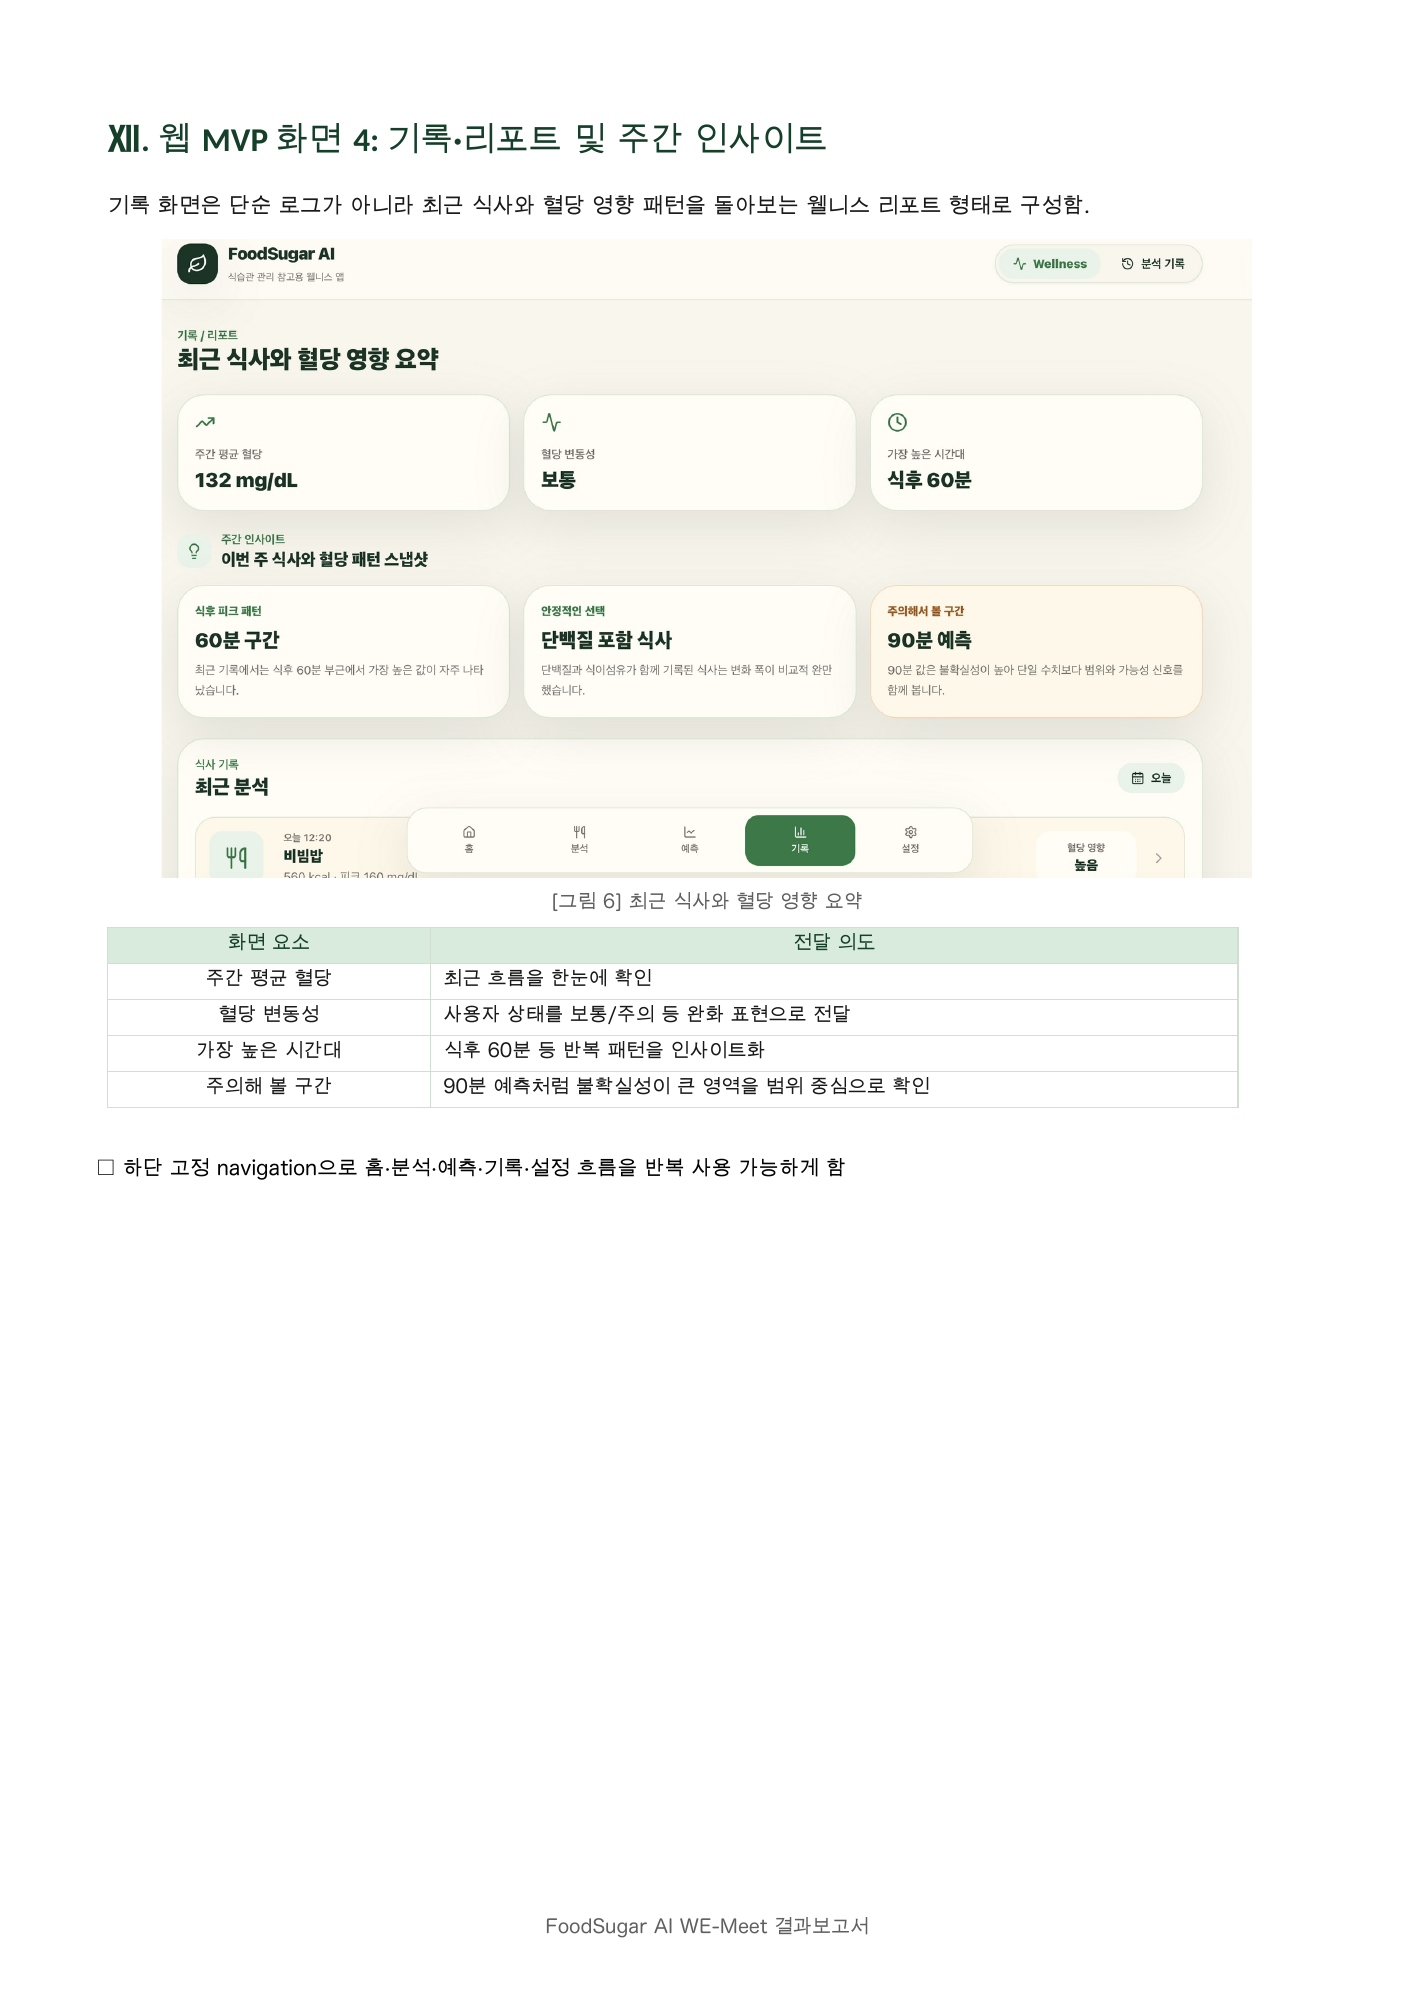 Ⅻ. 웹 MVP 화면 4: 기록·리포트 및 주간 인사이트
기록 화면은 단순 로그가 아니라 최근 식사와 혈당 영향 패턴을 돌아보는 웰니스 리포트 형태로 구성함.
FoodSugar AI
식습관 관리 참고용 웰니스 앱
Wellness
분석 기록
기록 / 리포트
최근 식사와 혈당 영향 요약
주간 평균 혈당
132 mg/dL
혈당 변동성
보통
가장 높은 시간대
식후 60분
주간 인사이트
이번 주 식사와 혈당 패턴 스냅샷
식후 피크 패턴
60분 구간
최근 기록에서는 식후 60분 부근에서 가장 높은 값이 자주 나타
났습니다.
안정적인 선택
단백질 포함 식사
단백질과 식이섬유가 함께 기록된 식사는 변화 폭이 비교적 완만
했습니다.
주의해서 볼 구간
90분 예측
90분 값은 불확실성이 높아 단일 수치보다 범위와 가능성 신호를
함께 봅니다.
식사 기록
최근 분석
오늘
오늘 12:20
비빔밥
560 kcal · 피크 160 mg/dL
홈
분석
예측
기록
설정
혈당 영향
높음
[그림 6] 최근 식사와 혈당 영향 요약
화면 요소 전달 의도
주간 평균 혈당 최근 흐름을 한눈에 확인
혈당 변동성 사용자 상태를 보통/주의 등 완화 표현으로 전달
가장 높은 시간대 식후 60분 등 반복 패턴을 인사이트화
주의해 볼 구간 90분 예측처럼 불확실성이 큰 영역을 범위 중심으로 확인
□ 하단 고정 navigation으로 홈·분석·예측·기록·설정 흐름을 반복 사용 가능하게 함
FoodSugar AI WE-Meet 결과보고서